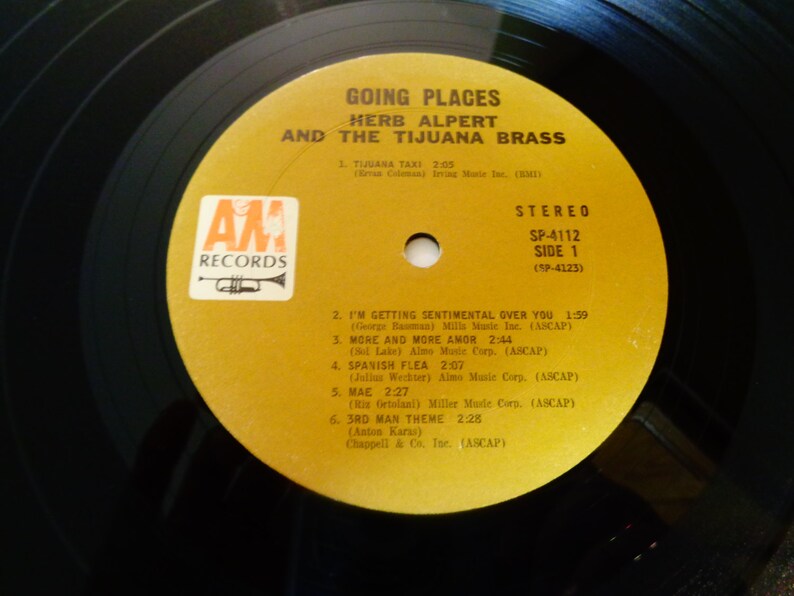 GOING PLACES
HERB ALPERT
AND THE TIJUANA BRASS
1. TIJUANA TAXI 2:05
(Ervan Coleman) Irving Music Inc. (BMI)
AM
RECORDS
STEREO
SP-4112
SIDE 1
(SP-4123)
2. I'M GETTING SENTIMENTAL OVER YOU 1:59
(George Bassman) Mills Music Inc. (ASCAP)
3. MORE AND MORE AMOR 2:44
(Sol Lake) Almo Music Corp. (ASCAP)
4. SPANISH FLEA 2:07
(Julius Wechter) Almo Music Corp. (ASCAP)
5. MAE 2:27
(Riz Ortolani) Miller Music Corp. (ASCAP)
6. 3RD MAN THEME 2:28
(Anton Karas)
Chappell & Co. Inc. (ASCAP)